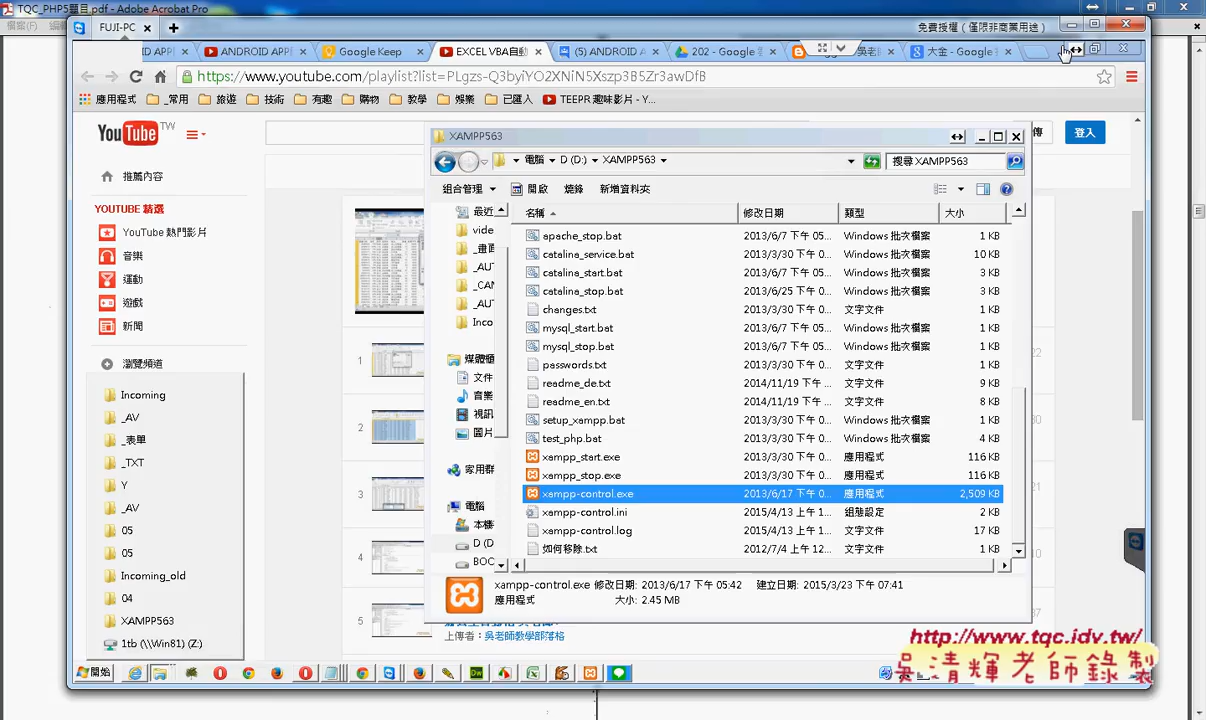 TQC_PHP5題目.pdf - Adobe Acrobat Pro
FUJI-PC
免費授權 (僅限非商業用途)
ID APP
ANDROID APP
Google Keep
EXCEL VBA自動
(5) ANDROID A
202 - Google 雲
大金 - Google
https://www.youtube.com/playlist?list=PLgzs-Q3byiYO2XNiN5Xszp3B5Zr3awDfB
應用程式
_常用
旅遊
技術
有趣
購物
教學
娛樂
已匯入
TEEPR 趣味影片 - Y...
YouTube TW
登入
推薦內容
YOUTUBE 精選
YouTube 熱門影片
音樂
運動
遊戲
新聞
瀏覽頻道
Incoming
_AV
_表單
_TXT
Y
_AV
05
05
Incoming_old
04
XAMPP563
1tb (\\Win81) (Z:)
1
2
3
4
5
XAMPP563
電腦
D (D:)
XAMPP563
搜尋 XAMPP563
組合管理
開啟
燒錄
新增資料夾
最近
vide
_AUT
_CAN
_AUT
Inco
媒體櫃
文件
音樂
視訊
圖片
家用群
電腦
D (D
BOO
名稱
修改日期
類型
大小
apache_stop.bat 2013/6/7 下午 05... Windows 批次檔案 1 KB
catalina_service.bat 2013/3/30 下午 0... Windows 批次檔案 10 KB
catalina_start.bat 2013/6/7 下午 05... Windows 批次檔案 3 KB
catalina_stop.bat 2013/6/25 下午 0... Windows 批次檔案 3 KB
changes.txt 2013/3/30 下午 0... 文字文件 1 KB
mysql_start.bat 2013/6/7 下午 05... Windows 批次檔案 1 KB
mysql_stop.bat 2013/6/7 下午 05... Windows 批次檔案 1 KB
passwords.txt 2013/3/30 下午 0... 文字文件 1 KB
readme_de.txt 2014/11/19 下午 ... 文字文件 9 KB
readme_en.txt 2014/11/19 下午 ... 文字文件 8 KB
setup_xampp.bat 2013/3/30 下午 0... Windows 批次檔案 1 KB
test_php.bat 2013/3/30 下午 0... Windows 批次檔案 4 KB
xampp_start.exe 2013/3/30 下午 0... 應用程式 116 KB
xampp_stop.exe 2013/3/30 下午 0... 應用程式 116 KB
xampp-control.exe 2013/6/17 下午 0... 應用程式 2,509 KB
xampp-control.ini 2015/4/13 上午 1... 組態設定 2 KB
xampp-control.log 2015/4/13 上午 1... 文字文件 17 KB
如何移除.txt 2012/7/4 上午 12... 文字文件 1 KB
xampp-control.exe 修改日期: 2013/6/17 下午 05:42 建立日期: 2015/3/23 下午 07:41
應用程式 大小: 2.45 MB
上傳者: 吳老師教學部落格
開始
http://www.tqc.idv.tw/
吳清輝老師錄製